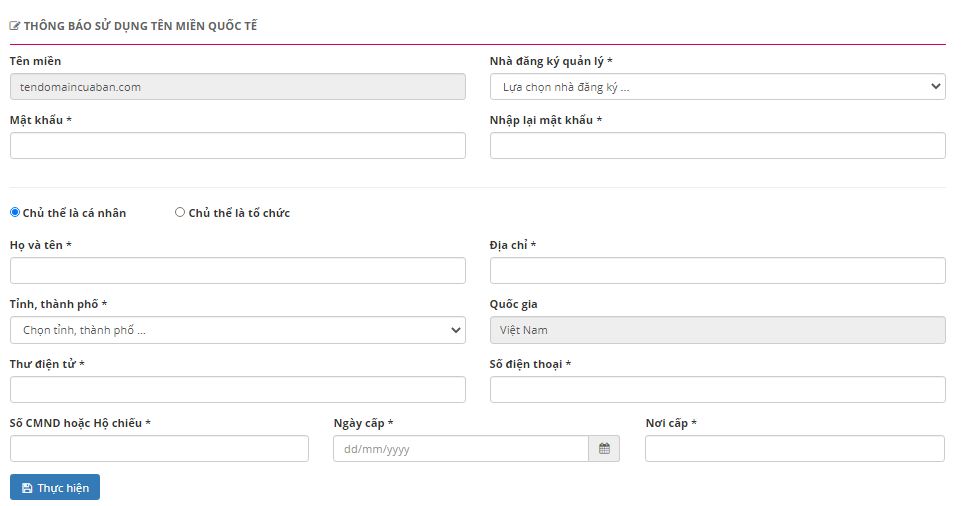 THÔNG BÁO SỬ DỤNG TÊN MIỀN QUỐC TẾ
Tên miền
Nhà đăng ký quản lý *
tendomaincuaban.com
Lựa chọn nhà đăng ký ...
Mật khẩu *
Nhập lại mật khẩu *
Chủ thể là cá nhân
Chủ thể là tổ chức
Họ và tên *
Địa chỉ *
Tỉnh, thành phố *
Quốc gia
Chọn tỉnh, thành phố ...
Việt Nam
Thư điện tử *
Số điện thoại *
Số CMND hoặc Hộ chiếu *
Ngày cấp *
Nơi cấp *
dd/mm/yyyy
Thực hiện